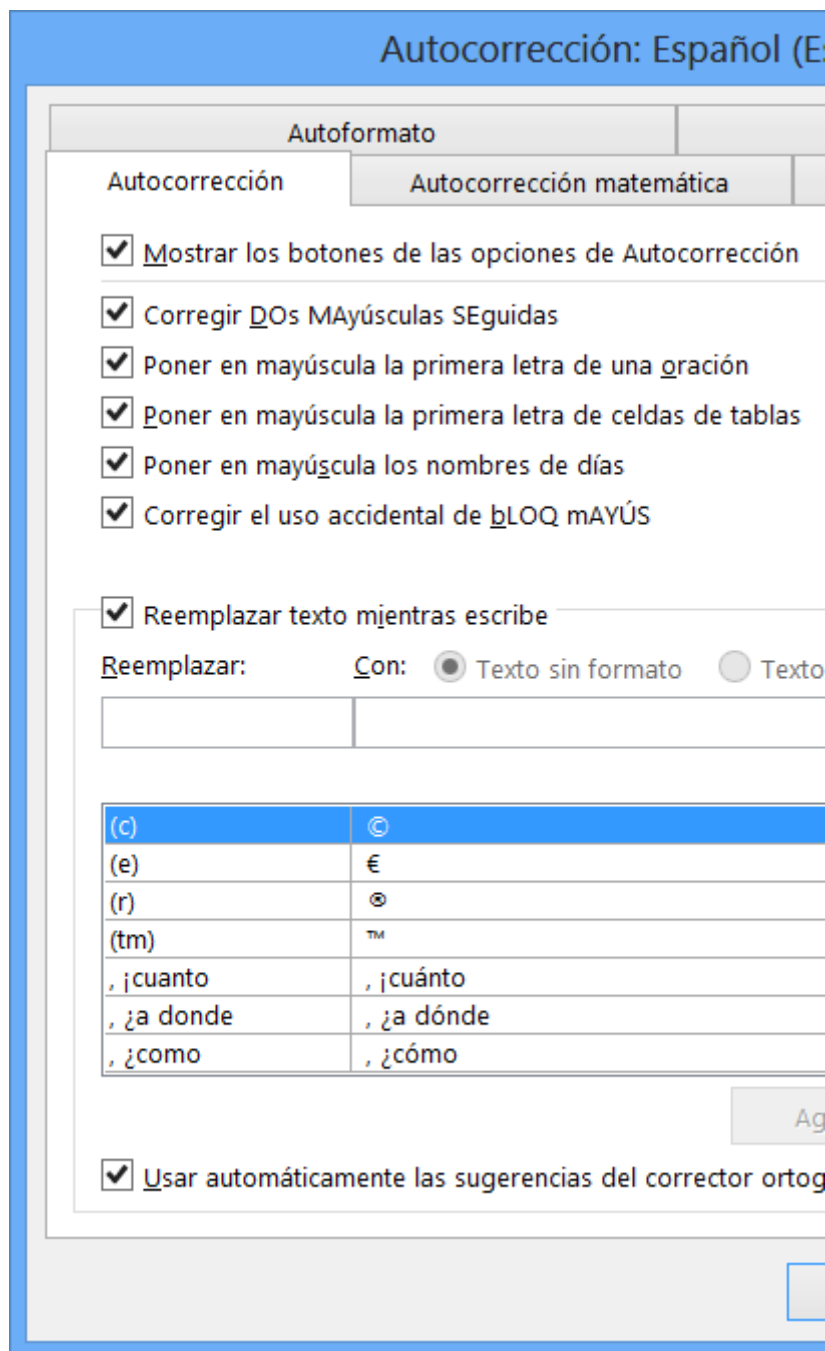 Autocorrección: Español (Es
Autoformato
Autocorrección Autocorrección matemática
Mostrar los botones de las opciones de Autocorrección
Corregir DOs MAyúsculas SEguidas
Poner en mayúscula la primera letra de una oración
Poner en mayúscula la primera letra de celdas de tablas
Poner en mayúscula los nombres de días
Corregir el uso accidental de bLOQ mAYÚS
Reemplazar texto mientras escribe
Reemplazar: Con: Texto sin formato Texto
(c) ©
(e) €
(r) ®
(tm) ™
, ¡cuanto , ¡cuánto
, ¿a donde , ¿a dónde
, ¿como , ¿cómo
Ag
Usar automáticamente las sugerencias del corrector ortog